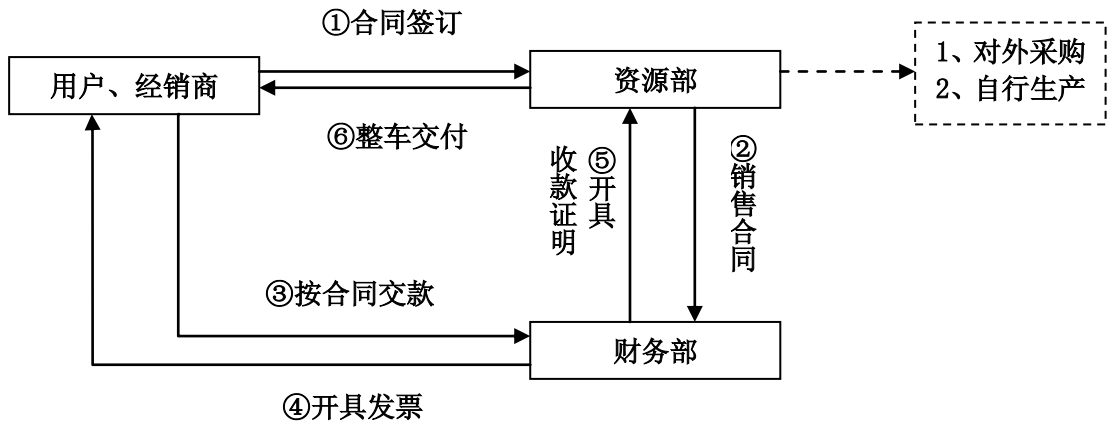 ①合同签订
用户、经销商
资源部
1、对外采购
2、自行生产
⑥整车交付
⑤开具
收款证明
②销售合同
③按合同交款
财务部
④开具发票